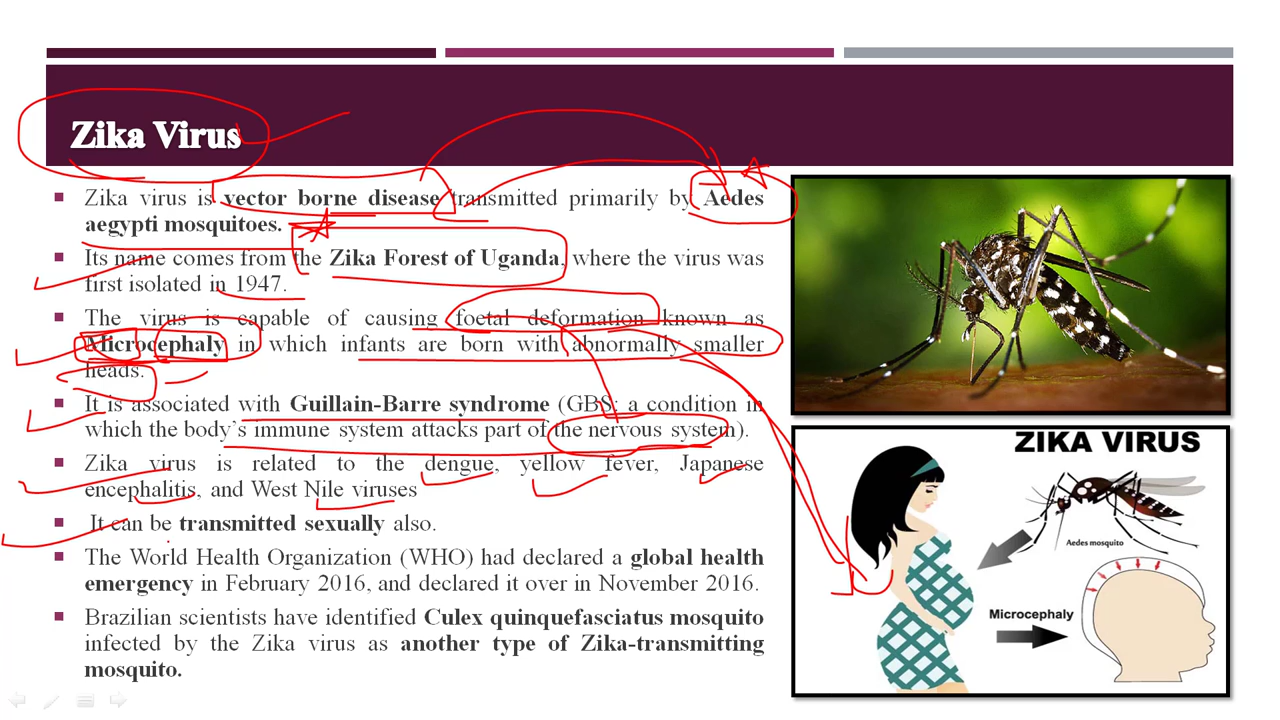 Zika Virus
Zika virus is vector borne disease transmitted primarily by Aedes
aegypti mosquitoes.
Its name comes from the Zika Forest of Uganda, where the virus was
first isolated in 1947.
The virus is capable of causing foetal deformation known as
Microcephaly in which infants are born with abnormally smaller
heads.
It is associated with Guillain-Barre syndrome (GBS: a condition in
which the body's immune system attacks part of the nervous system).
Zika virus is related to the dengue, yellow fever, Japanese
encephalitis, and West Nile viruses
It can be transmitted sexually also.
The World Health Organization (WHO) had declared a global health
emergency in February 2016, and declared it over in November 2016.
Brazilian scientists have identified Culex quinquefasciatus mosquito
infected by the Zika virus as another type of Zika-transmitting
mosquito.
ZIKA VIRUS
Aedes mosquito
Microcephaly